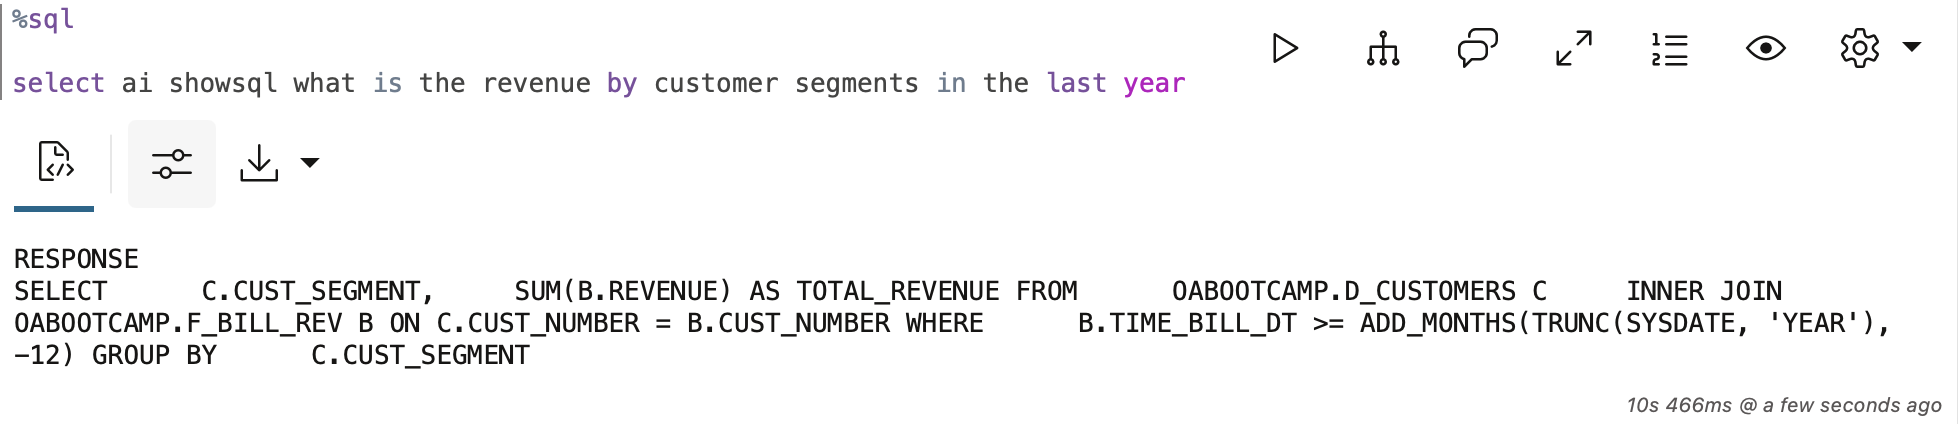 %sql
select ai showsql what is the revenue by customer segments in the last year
RESPONSE
SELECT      C.CUST_SEGMENT,     SUM(B.REVENUE) AS TOTAL_REVENUE FROM      OABOOTCAMP.D_CUSTOMERS C     INNER JOIN
OABOOTCAMP.F_BILL_REV B ON C.CUST_NUMBER = B.CUST_NUMBER WHERE      B.TIME_BILL_DT >= ADD_MONTHS(TRUNC(SYSDATE, 'YEAR'),
-12) GROUP BY      C.CUST_SEGMENT
10s 466ms @ a few seconds ago